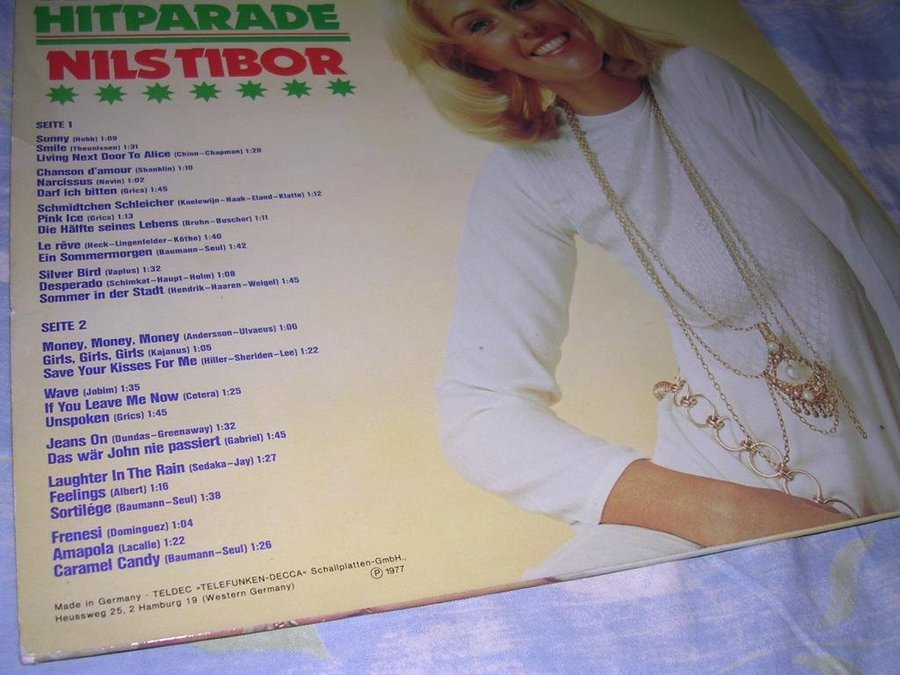 HITPARADE
NILS TIBOR
SEITE 1
Sunny (Hebb) 1:09
Smile (Theunissen) 1:31
Living Next Door To Alice (Chinn–Chapman) 1:20
Chanson d'amour (Shanklin) 1:10
Narcissus (Nevin) 1:02
Darf ich bitten (Grics) 1:45
Schmidtchen Schleicher (Koelewijn–Haak–Eland–Klatte) 1:12
Pink Ice (Grics) 1:13
Die Hälfte seines Lebens (Bruhn–Buschor) 1:11
Le rêve (Heck–Lingenfelder–Köthe) 1:40
Ein Sommermorgen (Baumann–Seul) 1:42
Silver Bird (Vaplus) 1:32
Desperado (Schimkat–Haupt–Holm) 1:08
Sommer in der Stadt (Hendrik–Haaren–Weigel) 1:45
SEITE 2
Money, Money, Money (Andersson–Ulvaeus) 1:06
Girls, Girls, Girls (Kajanus) 1:05
Save Your Kisses For Me (Hiller–Sheriden–Lee) 1:22
Wave (Jobim) 1:35
If You Leave Me Now (Cetera) 1:25
Unspoken (Grics) 1:45
Jeans On (Dundas–Greenaway) 1:32
Das wär John nie passiert (Gabriel) 1:45
Laughter In The Rain (Sedaka–Jay) 1:27
Feelings (Albert) 1:16
Sortilége (Baumann–Seul) 1:38
Frenesi (Dominguez) 1:04
Amapola (Lacalle) 1:22
Caramel Candy (Baumann–Seul) 1:26
Made in Germany · TELDEC »TELEFUNKEN-DECCA« Schallplatten-GmbH.,
Heussweg 25, 2 Hamburg 19 (Western Germany) ℗ 1977